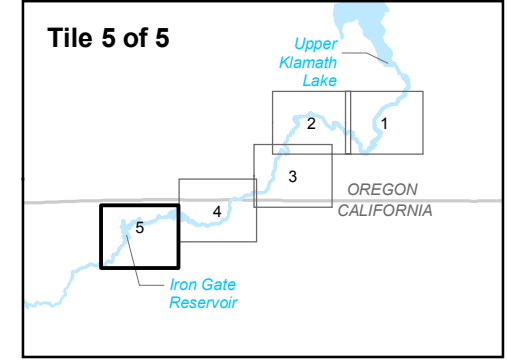 Tile 5 of 5
Upper
Klamath
Lake
2
1
3
OREGON
4
CALIFORNIA
5
Iron Gate
Reservoir